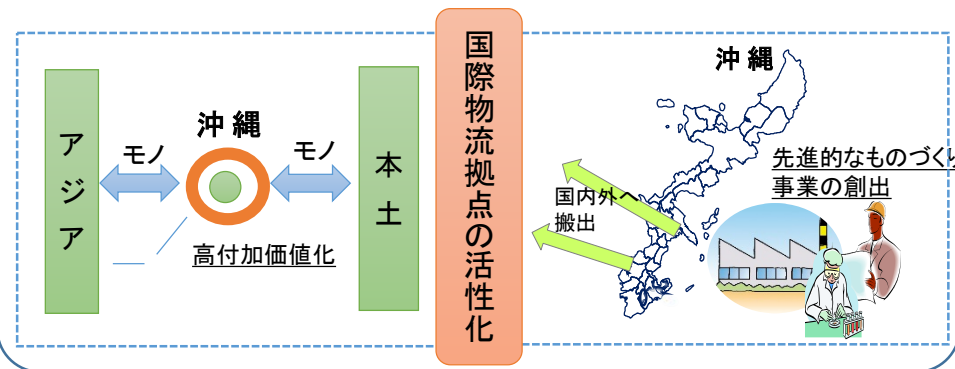 アジア
モノ
沖縄
モノ
本土
高付加価値化
国際物流拠点の活性化
沖縄
国内外へ
搬出
先進的なものづくり
事業の創出